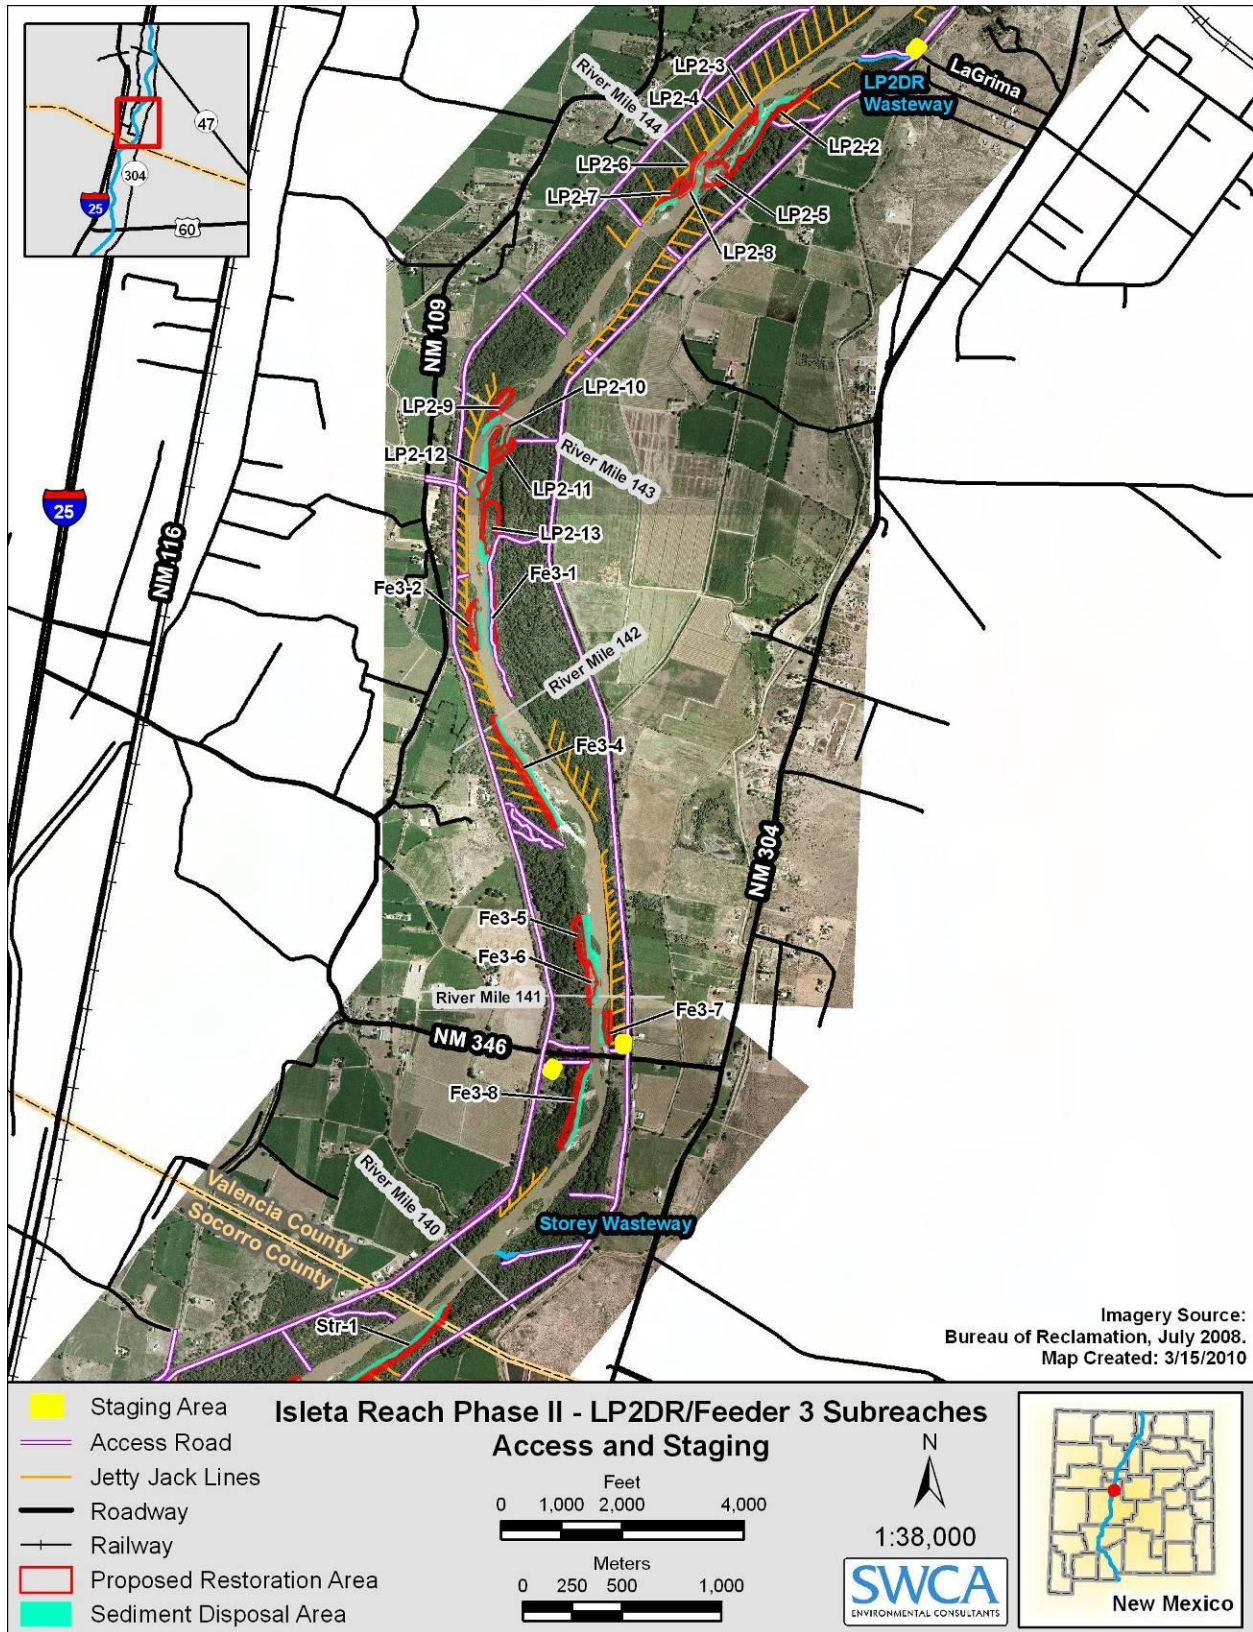 47
304
25
60
LP2-3
LP2-4
River Mile 144
LaGrima
LP2DR
Wasteway
LP2-2
LP2-6
LP2-7
LP2-5
LP2-8
NM 109
LP2-10
LP2-9
LP2-12
River Mile 143
LP2-11
25
NM 116
LP2-13
Fe3-1
Fe3-2
River Mile 142
Fe3-4
NM 304
Fe3-5
Fe3-6
River Mile 141
Fe3-7
NM 346
Fe3-8
River Mile 140
Valencia County
Socorro County
Storey Wasteway
Str-1
Imagery Source:
Bureau of Reclamation, July 2008.
Map Created: 3/15/2010
Staging Area
Access Road
Jetty Jack Lines
Roadway
Railway
Proposed Restoration Area
Sediment Disposal Area
Isleta Reach Phase II - LP2DR/Feeder 3 Subreaches
Access and Staging
Feet
0 1,000 2,000 4,000
Meters
0 250 500 1,000
N
1:38,000
SWCA
ENVIRONMENTAL CONSULTANTS
New Mexico